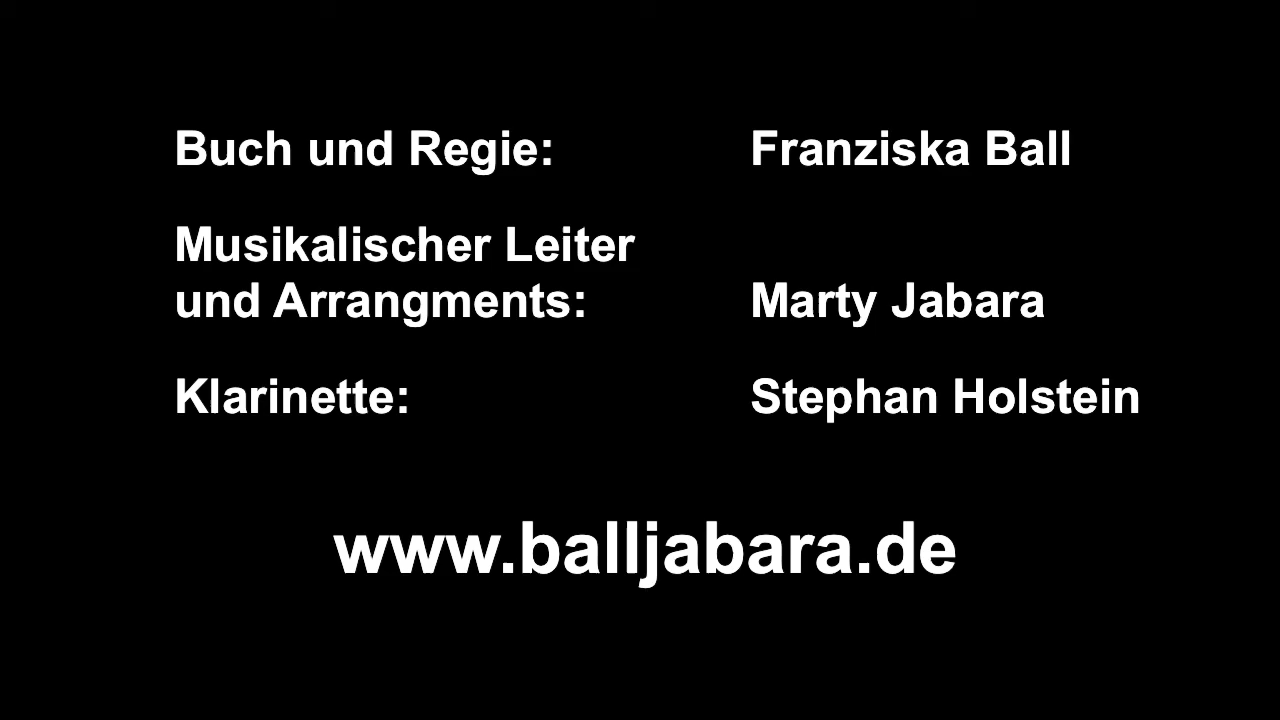 Buch und Regie: Franziska Ball
Musikalischer Leiter
und Arrangments: Marty Jabara
Klarinette: Stephan Holstein
www.balljabara.de